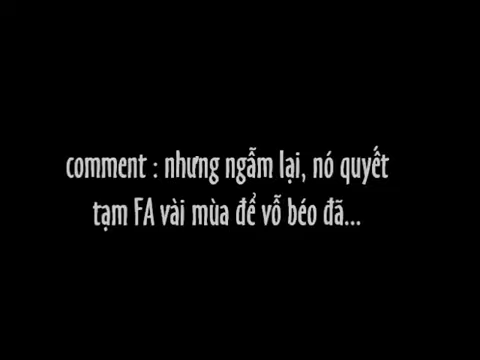 comment : nhưng ngẫm lại, nó quyết
tạm FA vài mùa để vỗ béo đã...